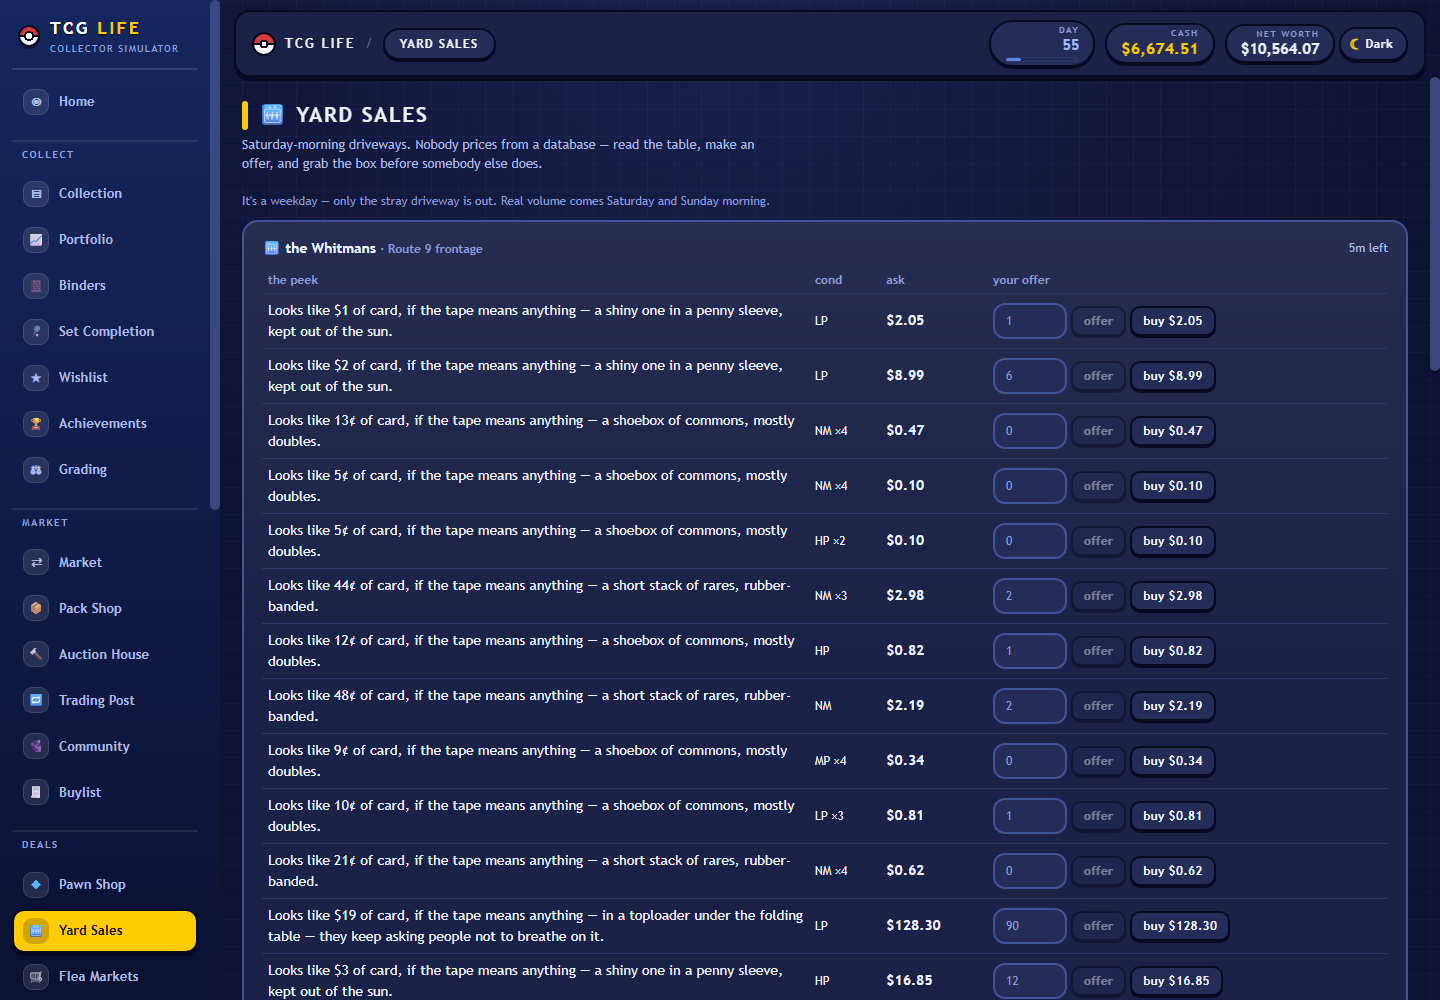 TCG LIFE
COLLECTOR SIMULATOR
Home
COLLECT
Collection
Portfolio
Binders
Set Completion
Wishlist
Achievements
Grading
MARKET
Market
Pack Shop
Auction House
Trading Post
Community
Buylist
DEALS
Pawn Shop
Yard Sales
Flea Markets
TCG LIFE / YARD SALES
DAY
55
CASH
$6,674.51
NET WORTH
$10,564.07
Dark
YARD SALES
Saturday-morning driveways. Nobody prices from a database — read the table, make an
offer, and grab the box before somebody else does.
It's a weekday — only the stray driveway is out. Real volume comes Saturday and Sunday morning.
the Whitmans · Route 9 frontage 5m left
the peek cond ask your offer
Looks like $1 of card, if the tape means anything — a shiny one in a penny sleeve,
kept out of the sun.
LP $2.05 1 offer buy $2.05
Looks like $2 of card, if the tape means anything — a shiny one in a penny sleeve,
kept out of the sun.
LP $8.99 6 offer buy $8.99
Looks like 13¢ of card, if the tape means anything — a shoebox of commons, mostly
doubles.
NM ×4 $0.47 0 offer buy $0.47
Looks like 5¢ of card, if the tape means anything — a shoebox of commons, mostly
doubles.
NM ×4 $0.10 0 offer buy $0.10
Looks like 5¢ of card, if the tape means anything — a shoebox of commons, mostly
doubles.
HP ×2 $0.10 0 offer buy $0.10
Looks like 44¢ of card, if the tape means anything — a short stack of rares, rubber-
banded.
NM ×3 $2.98 2 offer buy $2.98
Looks like 12¢ of card, if the tape means anything — a shoebox of commons, mostly
doubles.
HP $0.82 1 offer buy $0.82
Looks like 48¢ of card, if the tape means anything — a short stack of rares, rubber-
banded.
NM $2.19 2 offer buy $2.19
Looks like 9¢ of card, if the tape means anything — a shoebox of commons, mostly
doubles.
MP ×4 $0.34 0 offer buy $0.34
Looks like 10¢ of card, if the tape means anything — a shoebox of commons, mostly
doubles.
LP ×3 $0.81 1 offer buy $0.81
Looks like 21¢ of card, if the tape means anything — a short stack of rares, rubber-
banded.
NM ×4 $0.62 0 offer buy $0.62
Looks like $19 of card, if the tape means anything — in a toploader under the folding
table — they keep asking people not to breathe on it.
LP $128.30 90 offer buy $128.30
Looks like $3 of card, if the tape means anything — a shiny one in a penny sleeve,
kept out of the sun.
HP $16.85 12 offer buy $16.85